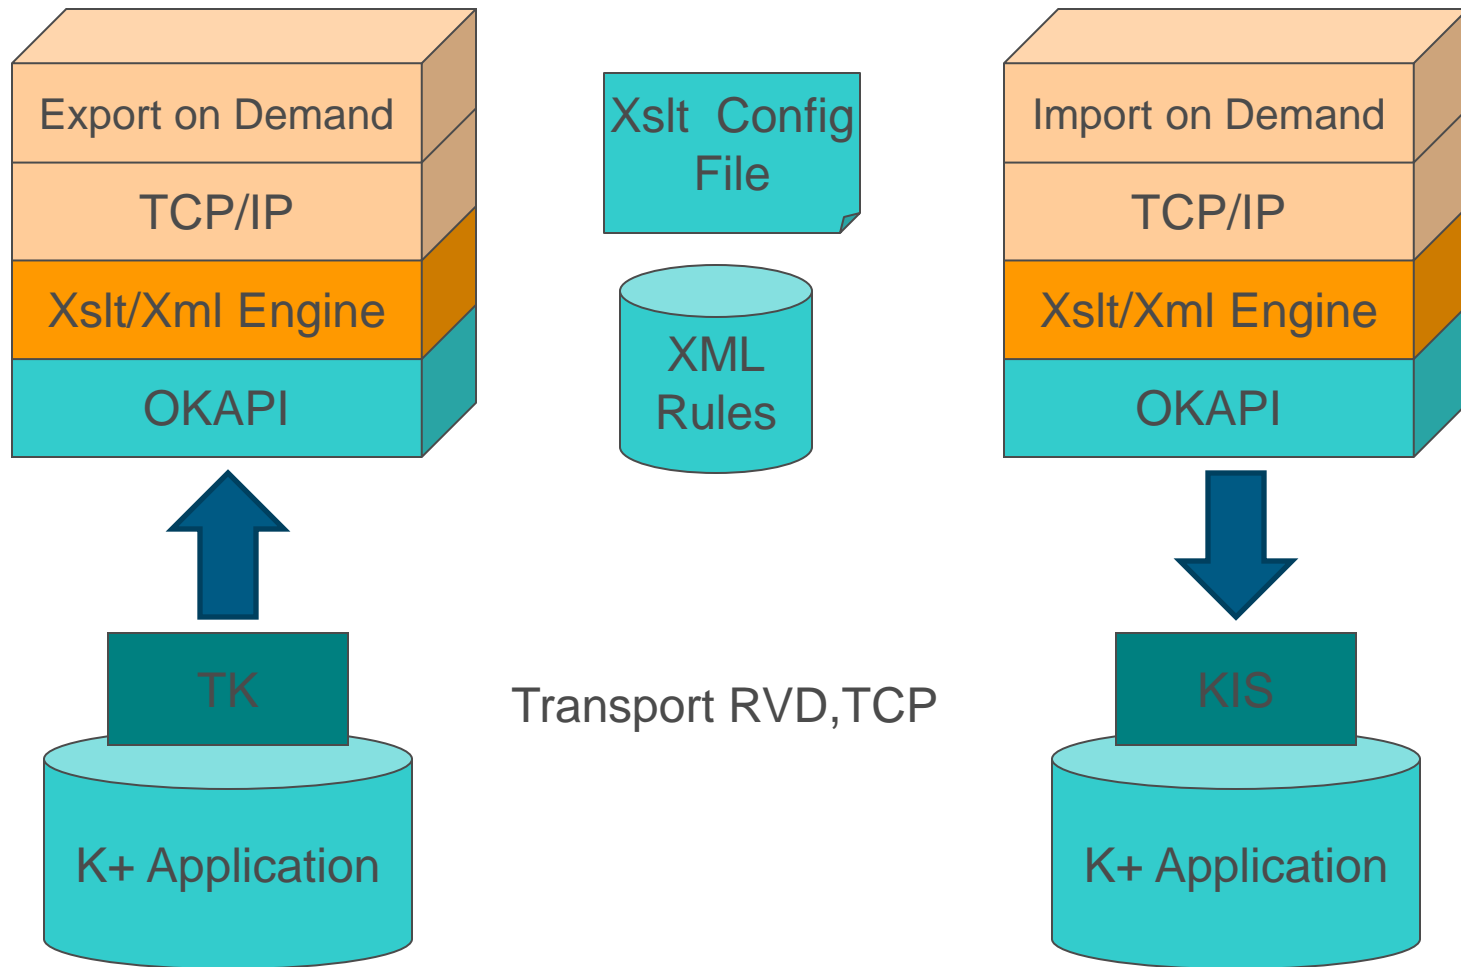 Export on Demand
TCP/IP
Xslt/Xml Engine
OKAPI
TK
K+ Application
Xslt Config
File
XML
Rules
Transport RVD,TCP
Import on Demand
TCP/IP
Xslt/Xml Engine
OKAPI
KIS
K+ Application